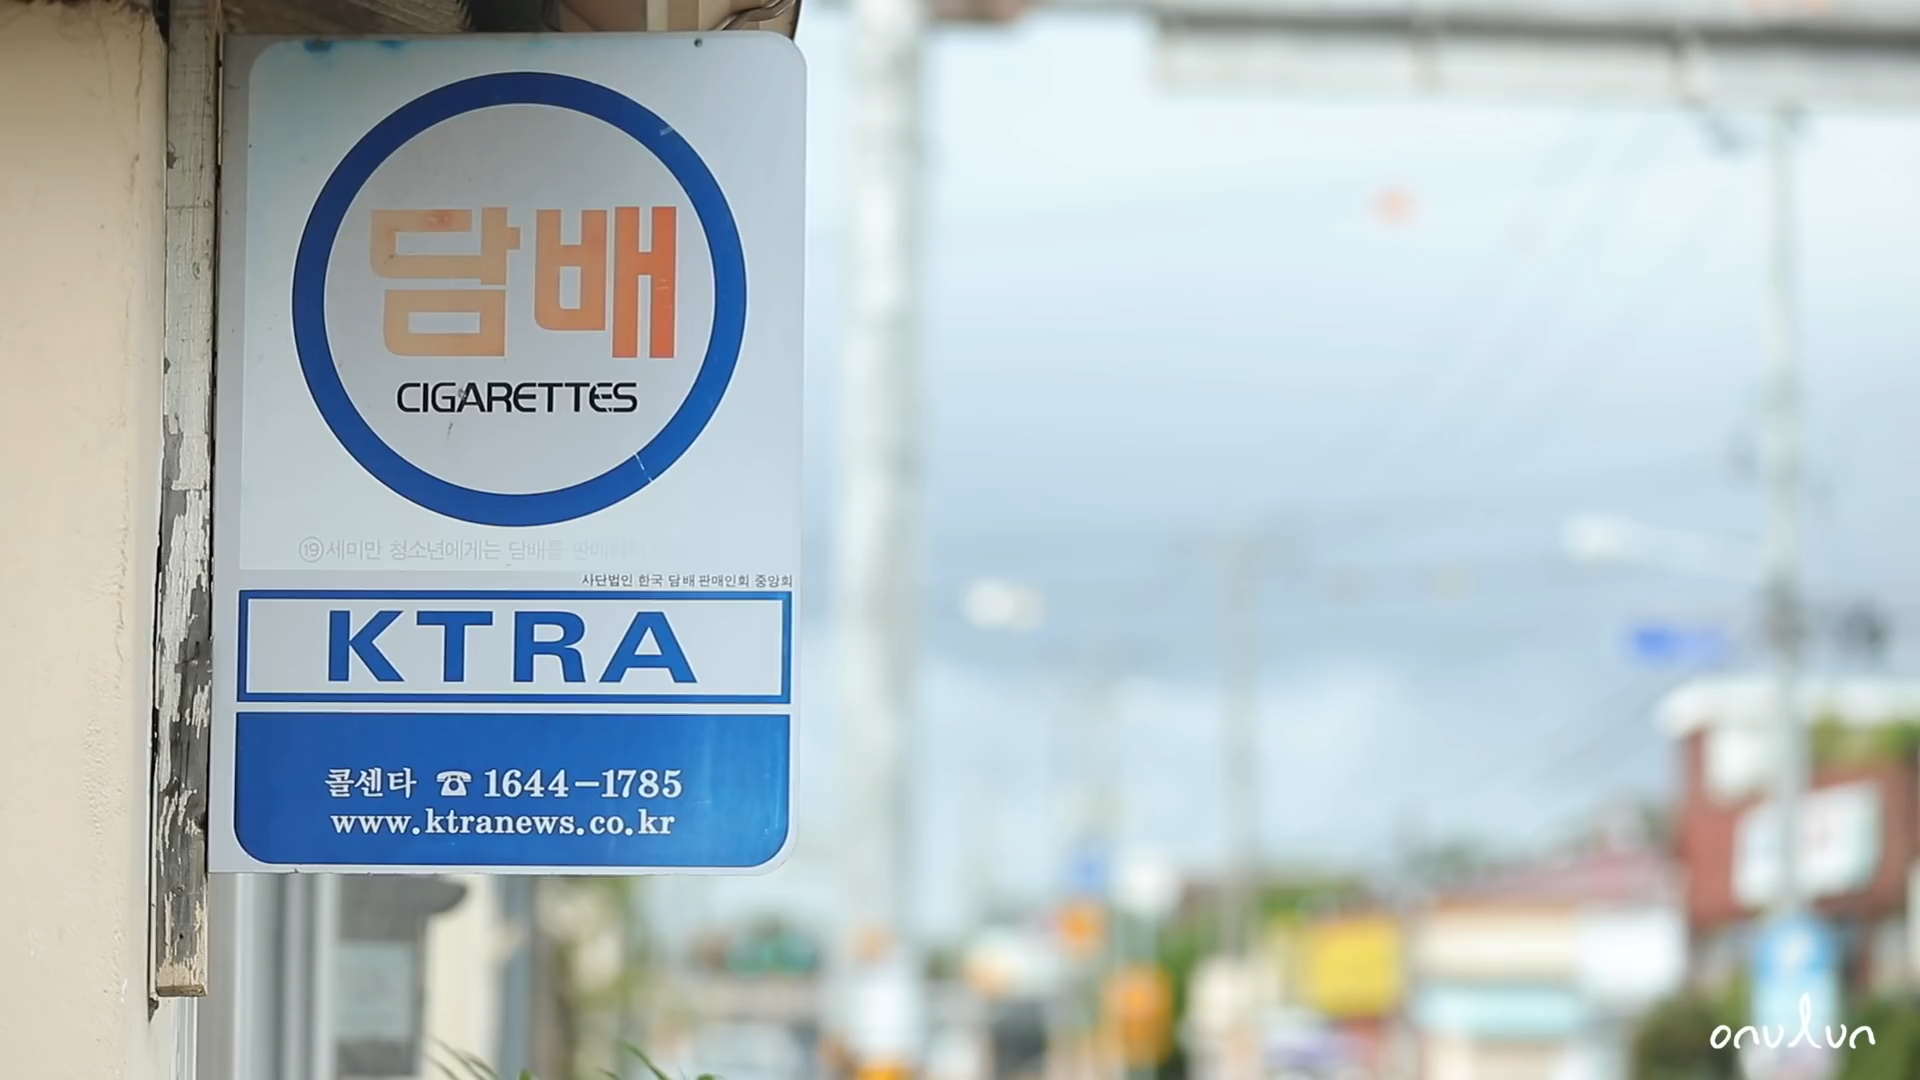 담배
CIGARETTES
⑲세미만 청소년에게는 담배를
사단법인 한국 담배 판매인회 중앙회
KTRA
콜센타 ☎ 1644-1785
www.ktranews.co.kr
onulun